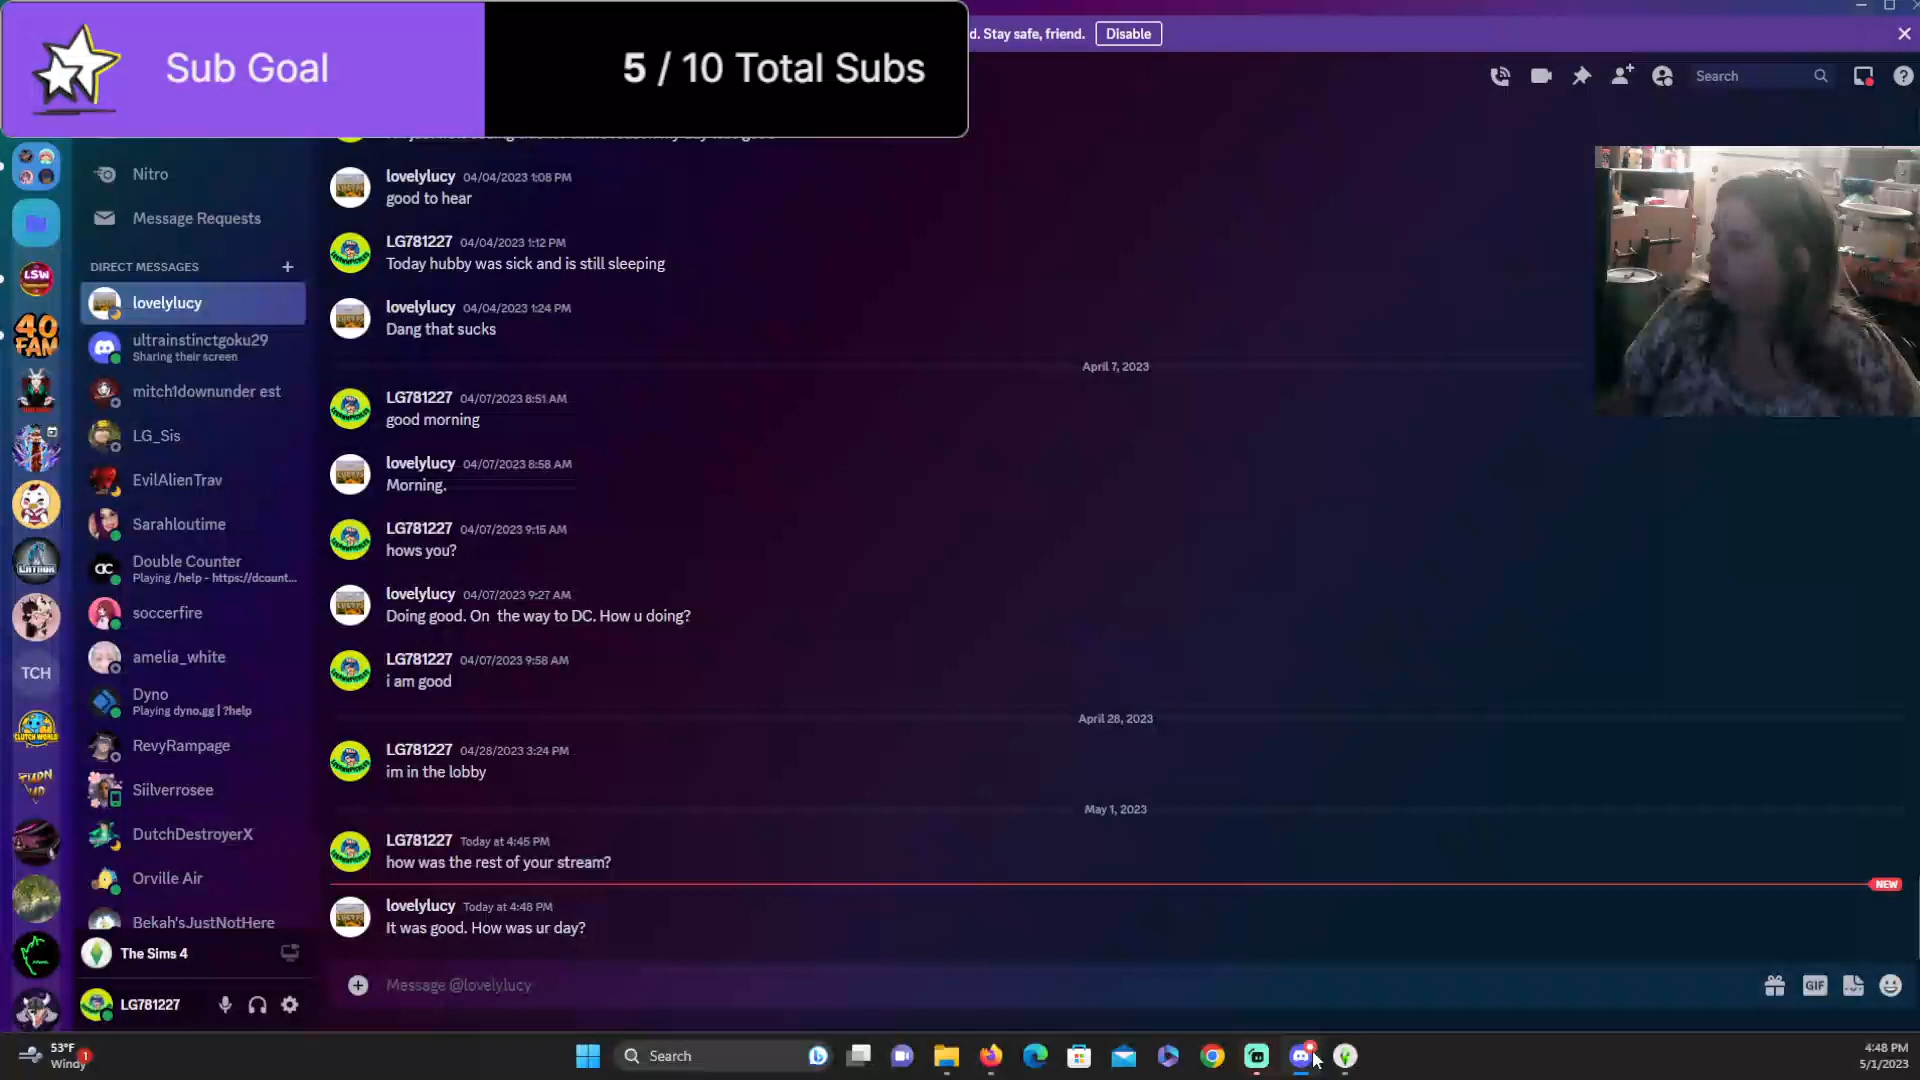 Sub Goal
5 / 10 Total Subs
d. Stay safe, friend.
Disable
Search
Nitro
Message Requests
DIRECT MESSAGES
lovelylucy
ultrainstinctgoku29
Sharing their screen
mitch1downunder est
LG_Sis
EvilAlienTrav
Sarahloutime
Double Counter
Playing /help - https://dcount...
soccerfire
amelia_white
Dyno
Playing dyno.gg | ?help
RevyRampage
Siilverrosee
DutchDestroyerX
Orville Air
Bekah'sJustNotHere
The Sims 4
LG781227
LSW
40
FAM
TCH
CLUTCH WORLD
lovelylucy 04/04/2023 1:08 PM
good to hear
LG781227 04/04/2023 1:12 PM
Today hubby was sick and is still sleeping
lovelylucy 04/04/2023 1:24 PM
Dang that sucks
April 7, 2023
LG781227 04/07/2023 8:51 AM
good morning
lovelylucy 04/07/2023 8:58 AM
Morning.
LG781227 04/07/2023 9:15 AM
hows you?
lovelylucy 04/07/2023 9:27 AM
Doing good. On the way to DC. How u doing?
LG781227 04/07/2023 9:58 AM
i am good
April 28, 2023
LG781227 04/28/2023 3:24 PM
im in the lobby
May 1, 2023
LG781227 Today at 4:45 PM
how was the rest of your stream?
NEW
lovelylucy Today at 4:48 PM
It was good. How was ur day?
Message @lovelylucy
GIF
53°F
Windy
1
Search
4:48 PM
5/1/2023